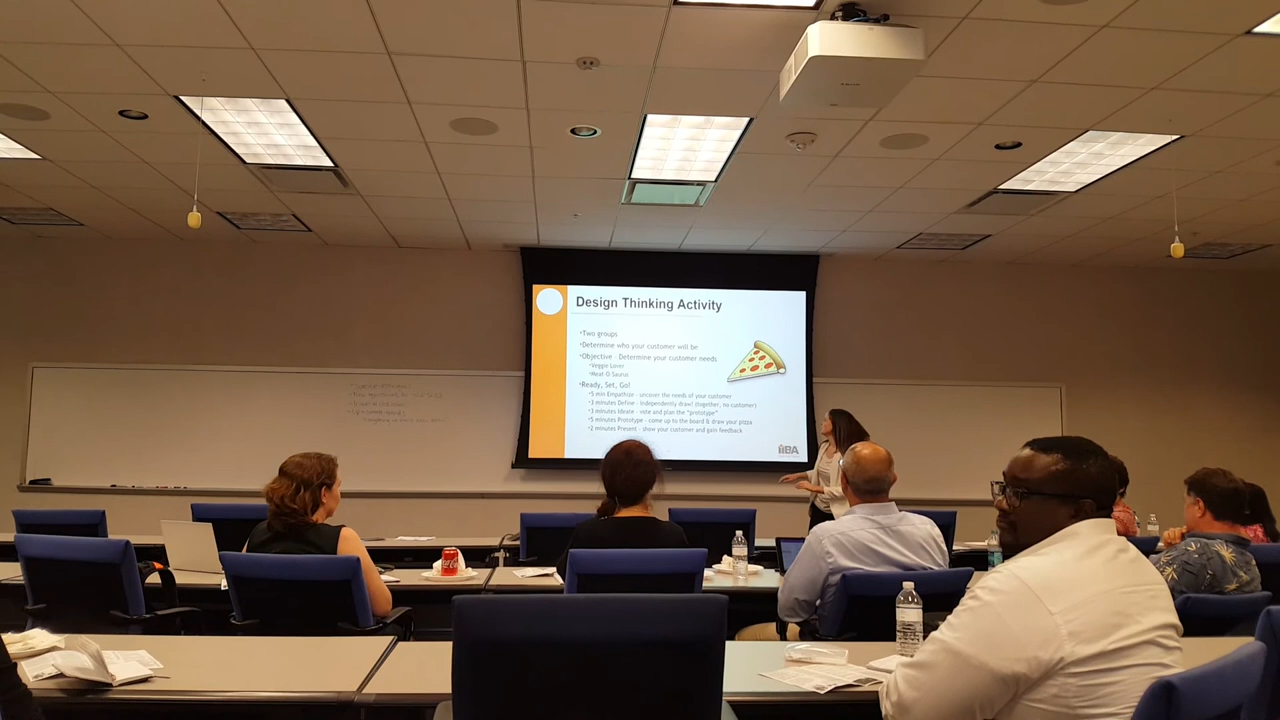 Design Thinking Activity
•Two groups
•Determine who your customer will be
•Objective - Determine your customer needs
•Veggie Lover
•Meat-O-Saurus
•Ready, Set, Go!
•5 min Empathize - uncover the needs of your customer
•3 minutes Define - Independently draw! (together, no customer)
•3 minutes Ideate - vote and plan the "prototype"
•5 minutes Prototype - come up to the board & draw your pizza
•2 minutes Present - show your customer and gain feedback
IIBA